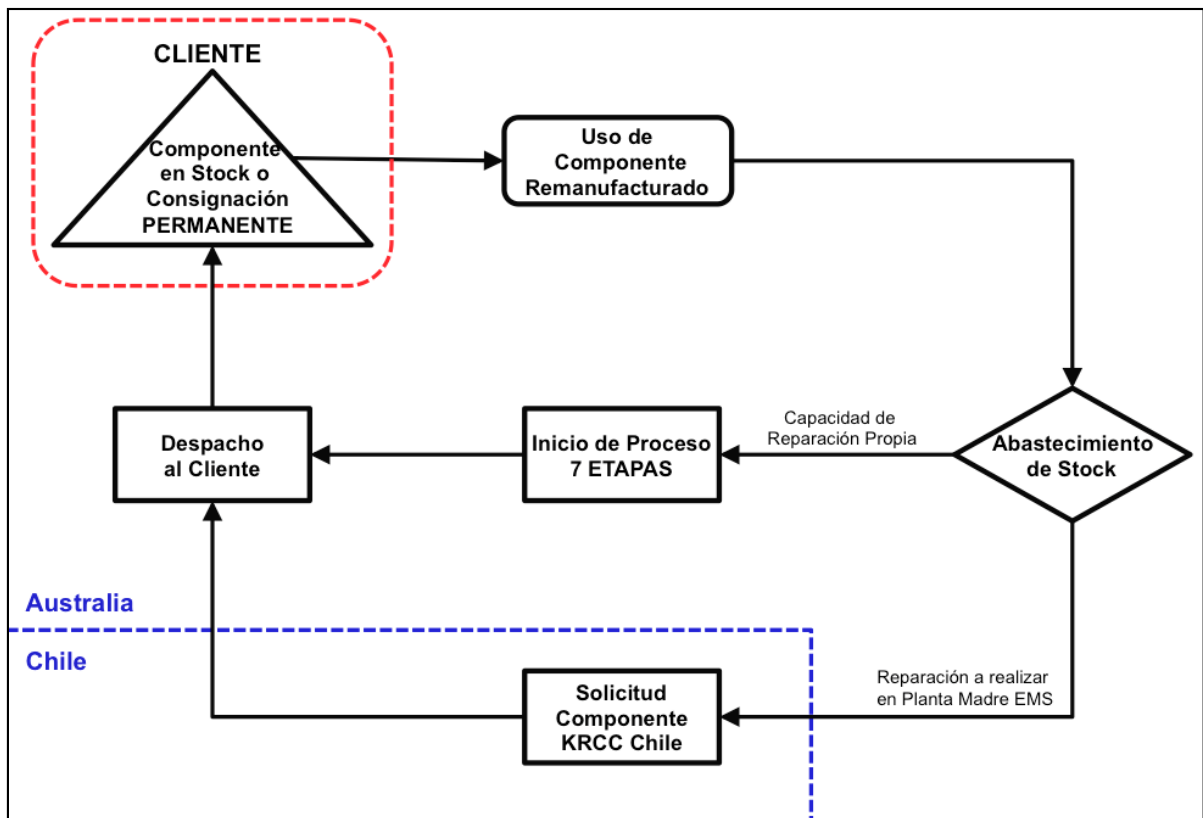 CLIENTE
Componente
en Stock o
Consignación
PERMANENTE
Uso de
Componente
Remanufacturado
Despacho
al Cliente
Inicio de Proceso
7 ETAPAS
Capacidad de
Reparación Propia
Abastecimiento
de Stock
Australia
Chile
Solicitud
Componente
KRCC Chile
Reparación a realizar
en Planta Madre EMS